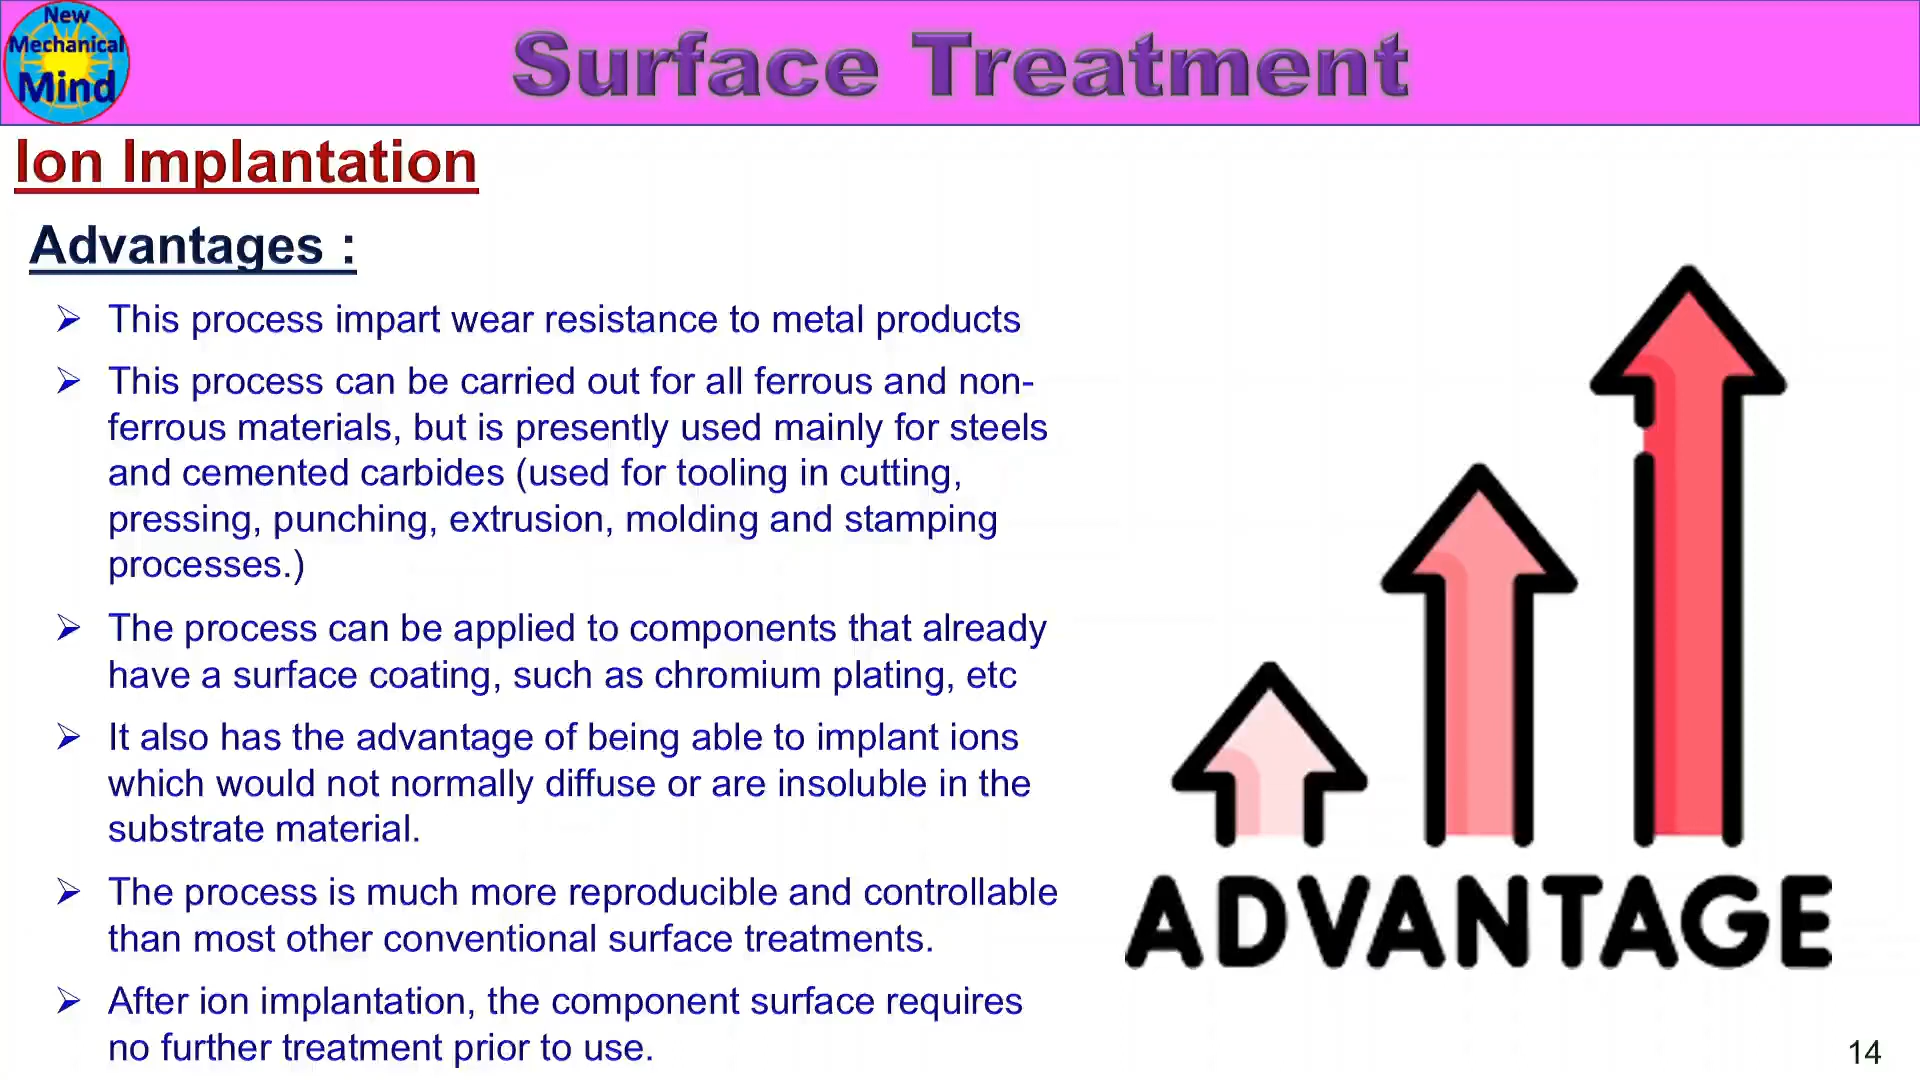 New
Mechanical
Mind
Surface Treatment
Ion Implantation
Advantages :
➢ This process impart wear resistance to metal products
➢ This process can be carried out for all ferrous and non-
ferrous materials, but is presently used mainly for steels
and cemented carbides (used for tooling in cutting,
pressing, punching, extrusion, molding and stamping
processes.)
➢ The process can be applied to components that already
have a surface coating, such as chromium plating, etc
➢ It also has the advantage of being able to implant ions
which would not normally diffuse or are insoluble in the
substrate material.
➢ The process is much more reproducible and controllable
than most other conventional surface treatments.
➢ After ion implantation, the component surface requires
no further treatment prior to use.
ADVANTAGE
14